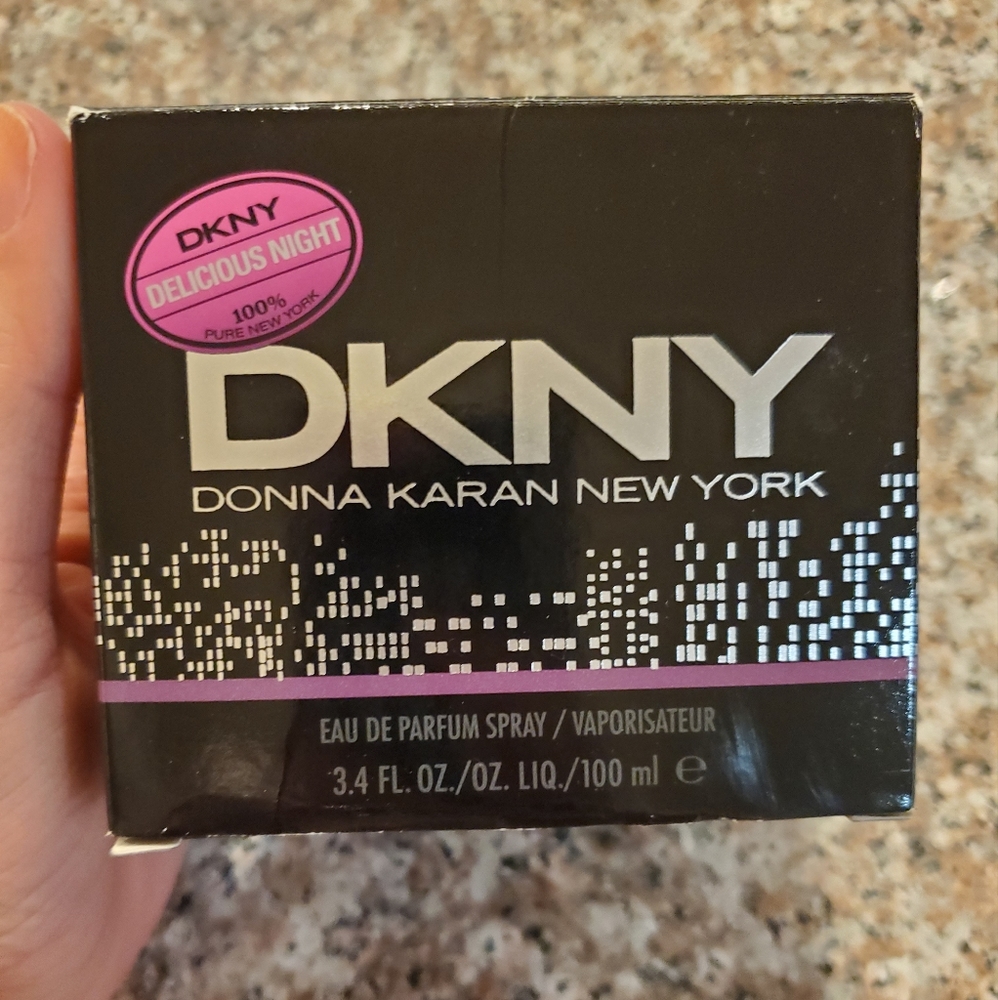 DKNY
DELICIOUS NIGHT
100%
PURE NEW YORK
DKNY
DONNA KARAN NEW YORK
EAU DE PARFUM SPRAY / VAPORISATEUR
3.4 FL. OZ./OZ. LIQ./100 ml ℮